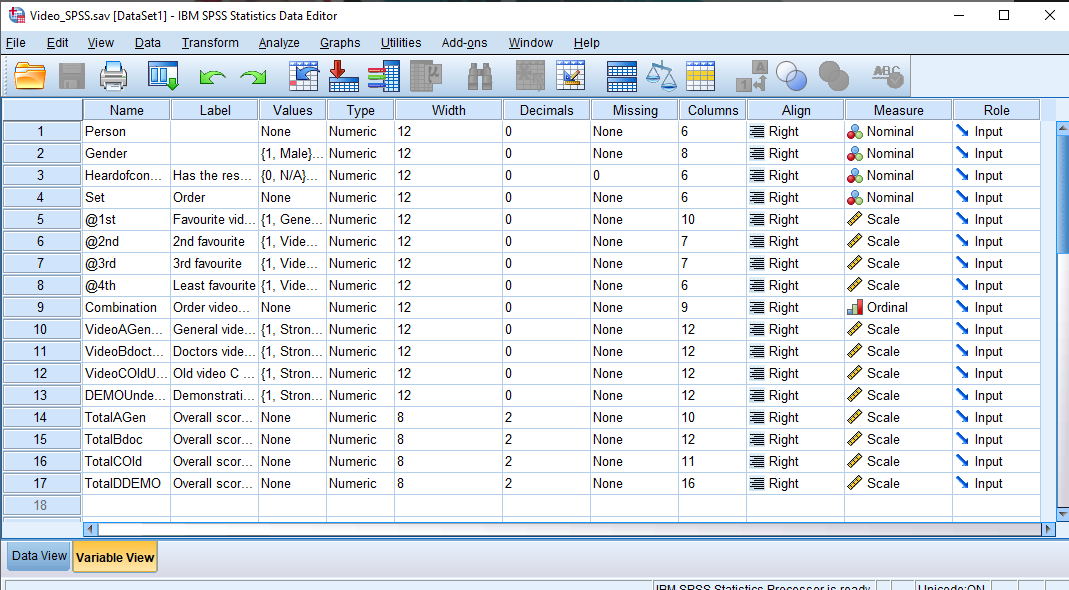 Video_SPSS.sav [DataSet1] - IBM SPSS Statistics Data Editor
File Edit View Data Transform Analyze Graphs Utilities Add-ons Window Help
Name Label Values Type Width Decimals Missing Columns Align Measure Role
1 Person None Numeric 12 0 None 6 Right Nominal Input
2 Gender {1, Male}... Numeric 12 0 None 8 Right Nominal Input
3 Heardofcon... Has the res... {0, N/A}... Numeric 12 0 0 6 Right Nominal Input
4 Set Order None Numeric 12 0 None 6 Right Nominal Input
5 @1st Favourite vid... {1, Gene... Numeric 12 0 None 10 Right Scale Input
6 @2nd 2nd favourite {1, Vide... Numeric 12 0 None 7 Right Scale Input
7 @3rd 3rd favourite {1, Vide... Numeric 12 0 None 7 Right Scale Input
8 @4th Least favourite {1, Vide... Numeric 12 0 None 6 Right Scale Input
9 Combination Order video... None Numeric 12 0 None 9 Right Ordinal Input
10 VideoAGen... General vide... {1, Stron... Numeric 12 0 None 12 Right Scale Input
11 VideoBdoct... Doctors vide... {1, Stron... Numeric 12 0 None 12 Right Scale Input
12 VideoCOldU... Old video C ... {1, Stron... Numeric 12 0 None 12 Right Scale Input
13 DEMOUnde... Demonstrati... {1, Stron... Numeric 12 0 None 12 Right Scale Input
14 TotalAGen Overall scor... None Numeric 8 2 None 10 Right Scale Input
15 TotalBdoc Overall scor... None Numeric 8 2 None 12 Right Scale Input
16 TotalCOld Overall scor... None Numeric 8 2 None 11 Right Scale Input
17 TotalDDEMO Overall scor... None Numeric 8 2 None 16 Right Scale Input
18
Data View Variable View
IBM SPSS Statistics Processor is ready Unicode:ON